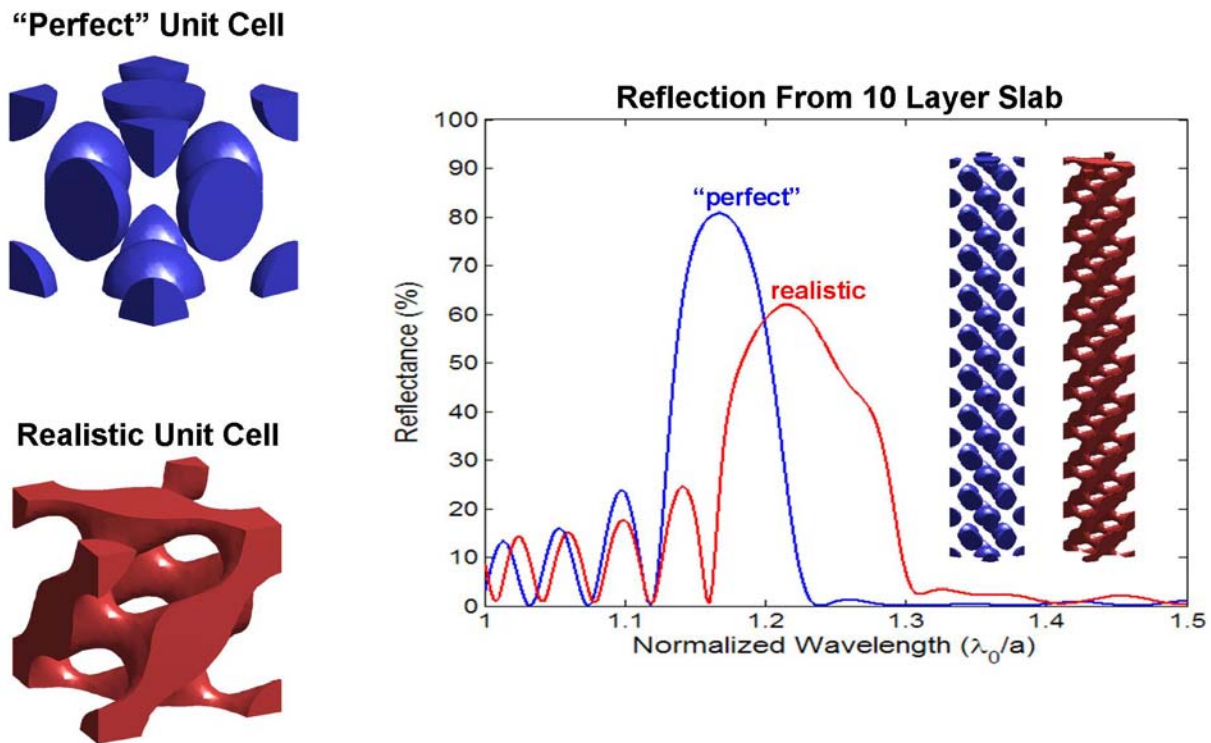 “Perfect” Unit Cell
Realistic Unit Cell
Reflection From 10 Layer Slab
Reflectance (%)
100
90
80
70
60
50
40
30
20
10
0
“perfect”
realistic
1
1.1
1.2
1.3
1.4
1.5
Normalized Wavelength (λ₀/a)